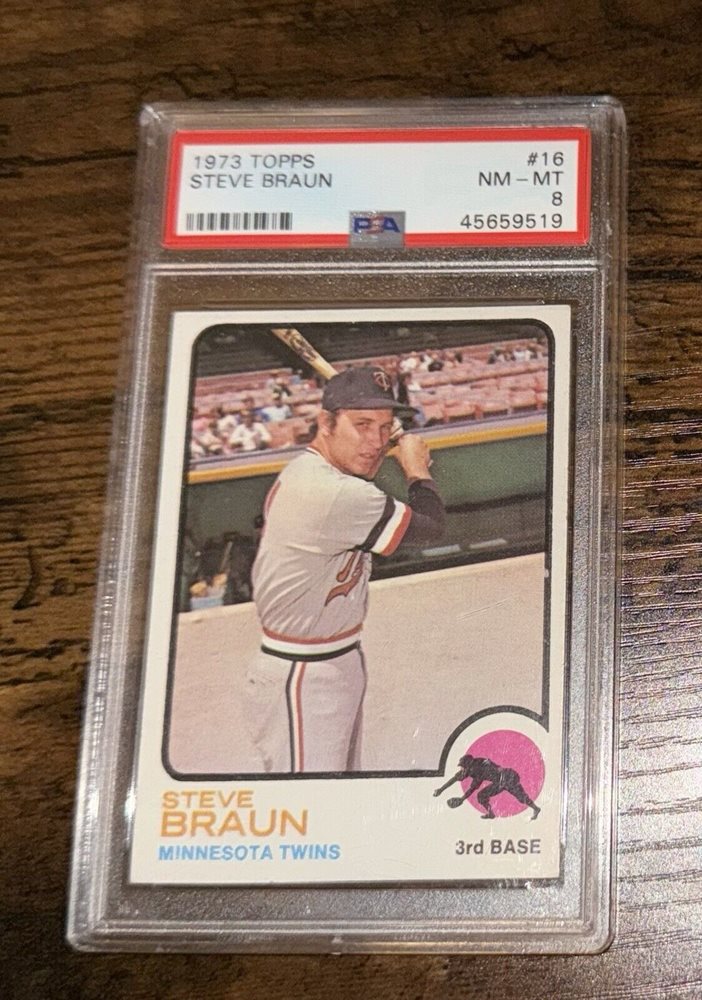 1973 TOPPS #16
STEVE BRAUN NM - MT
8
PSA 45659519
STEVE
BRAUN
MINNESOTA TWINS
3rd BASE